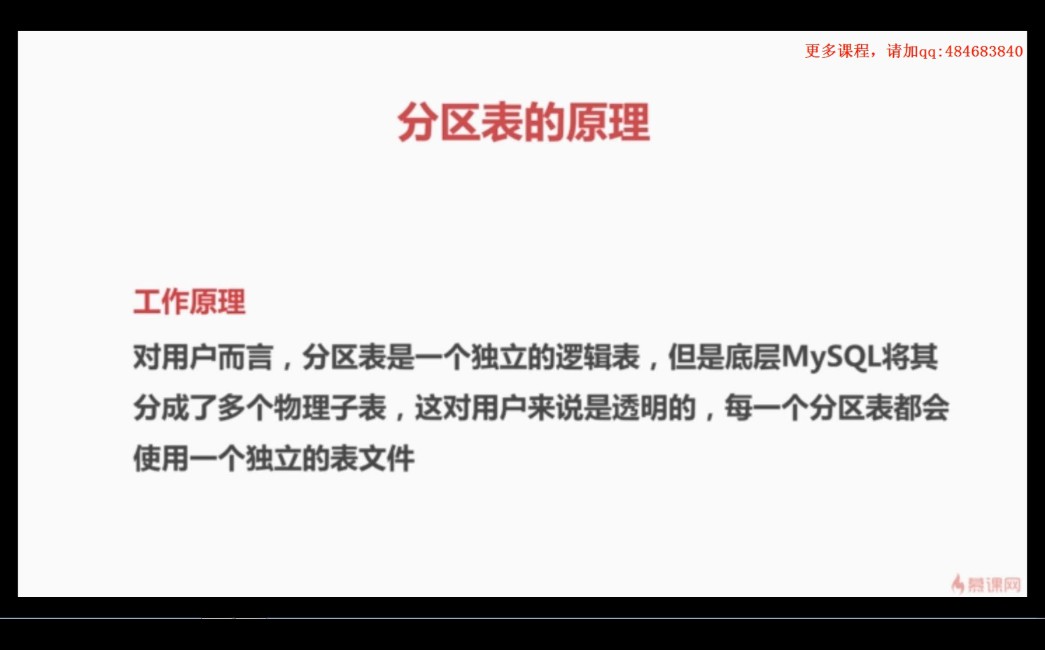 更多课程，请加qq:484683840
分区表的原理
工作原理
对用户而言，分区表是一个独立的逻辑表，但是底层MySQL将其
分成了多个物理子表，这对用户来说是透明的，每一个分区表都会
使用一个独立的表文件
慕课网